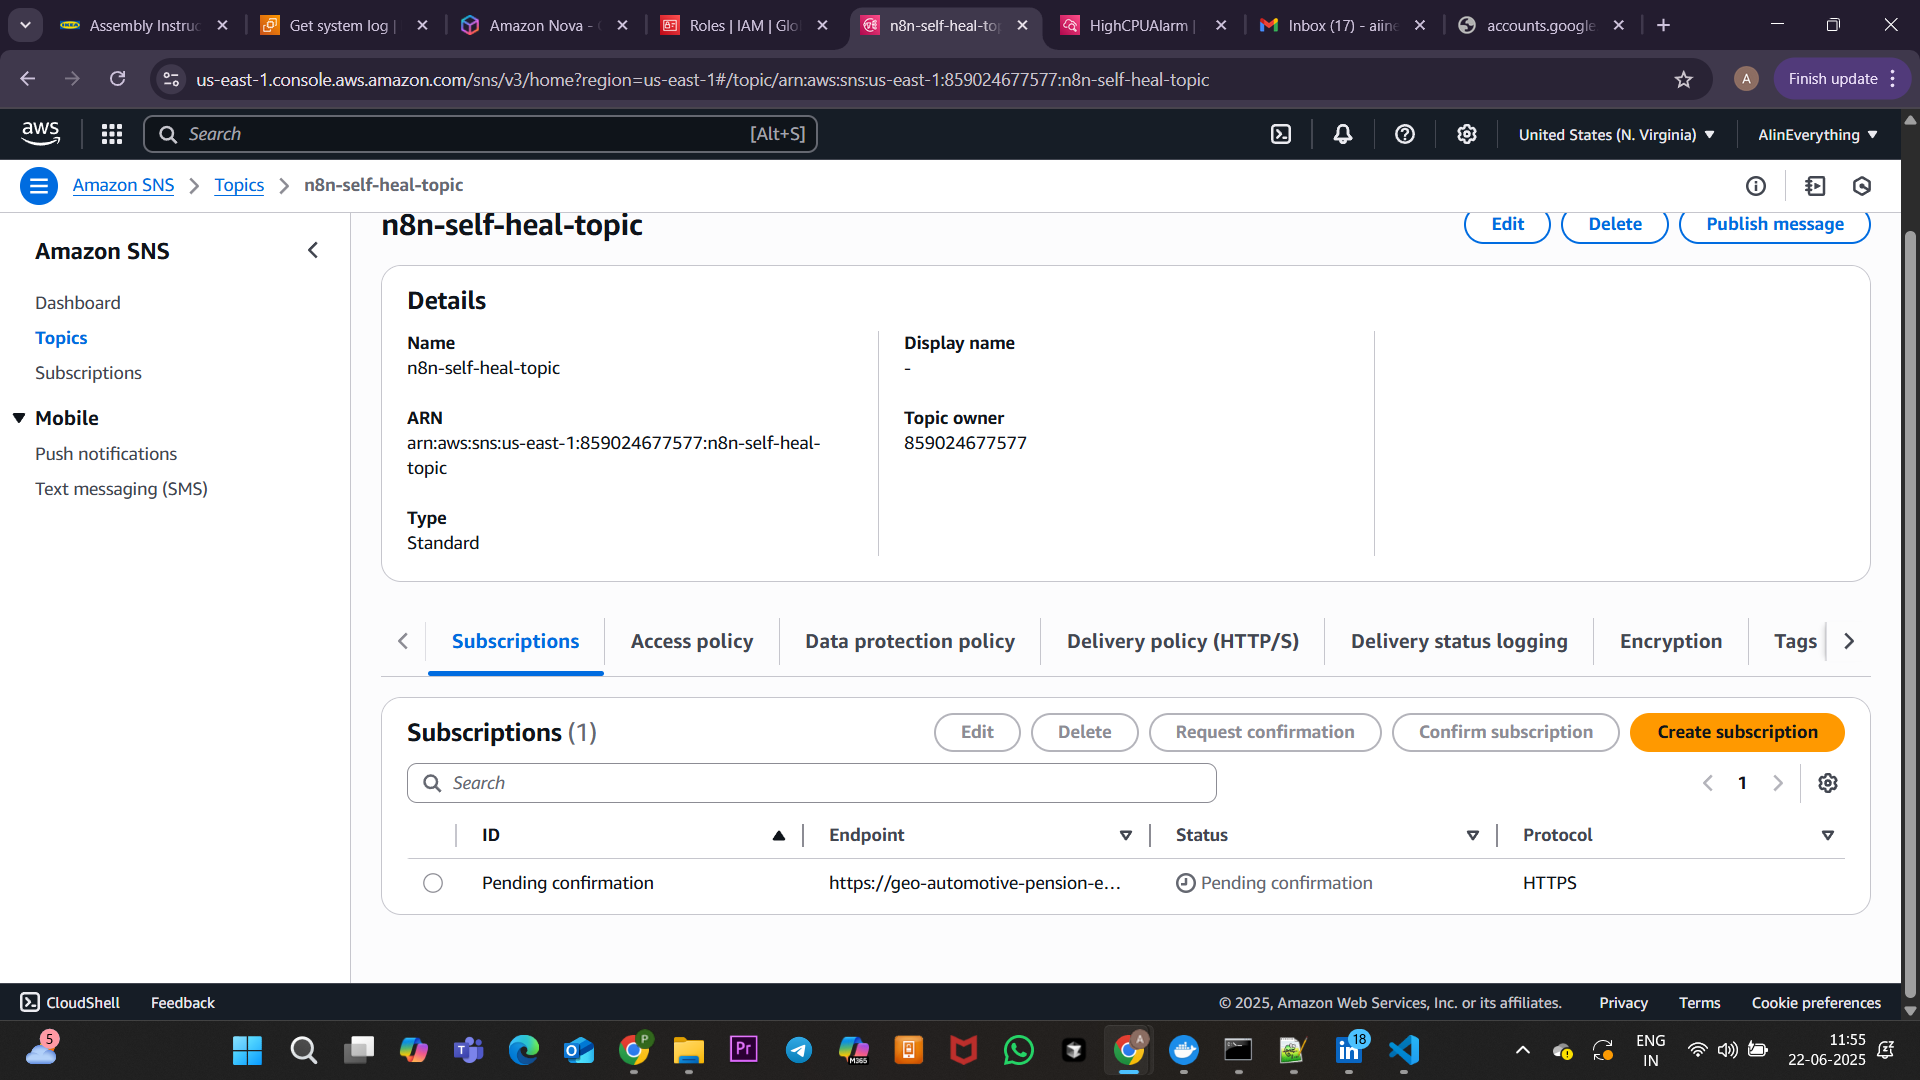 Assembly Instruc
Get system log |
Amazon Nova -
Roles | IAM | Glo
n8n-self-heal-top
HighCPUAlarm |
Inbox (17) - aiine
accounts.google
us-east-1.console.aws.amazon.com/sns/v3/home?region=us-east-1#/topic/arn:aws:sns:us-east-1:859024677577:n8n-self-heal-topic
A
Finish update
aws
Search
[Alt+S]
United States (N. Virginia)
AlinEverything
Amazon SNS
Topics
n8n-self-heal-topic
Amazon SNS
Dashboard
Topics
Subscriptions
Mobile
Push notifications
Text messaging (SMS)
n8n-self-heal-topic
Edit
Delete
Publish message
Details
Name
n8n-self-heal-topic
ARN
arn:aws:sns:us-east-1:859024677577:n8n-self-heal-
topic
Type
Standard
Display name
-
Topic owner
859024677577
Subscriptions
Access policy
Data protection policy
Delivery policy (HTTP/S)
Delivery status logging
Encryption
Tags
Subscriptions (1)
Edit
Delete
Request confirmation
Confirm subscription
Create subscription
Search
1
ID
Endpoint
Status
Protocol
Pending confirmation
https://geo-automotive-pension-e...
Pending confirmation
HTTPS
CloudShell
Feedback
© 2025, Amazon Web Services, Inc. or its affiliates.
Privacy
Terms
Cookie preferences
5
P
Pr
M365
A
18
ENG
IN
11:55
22-06-2025